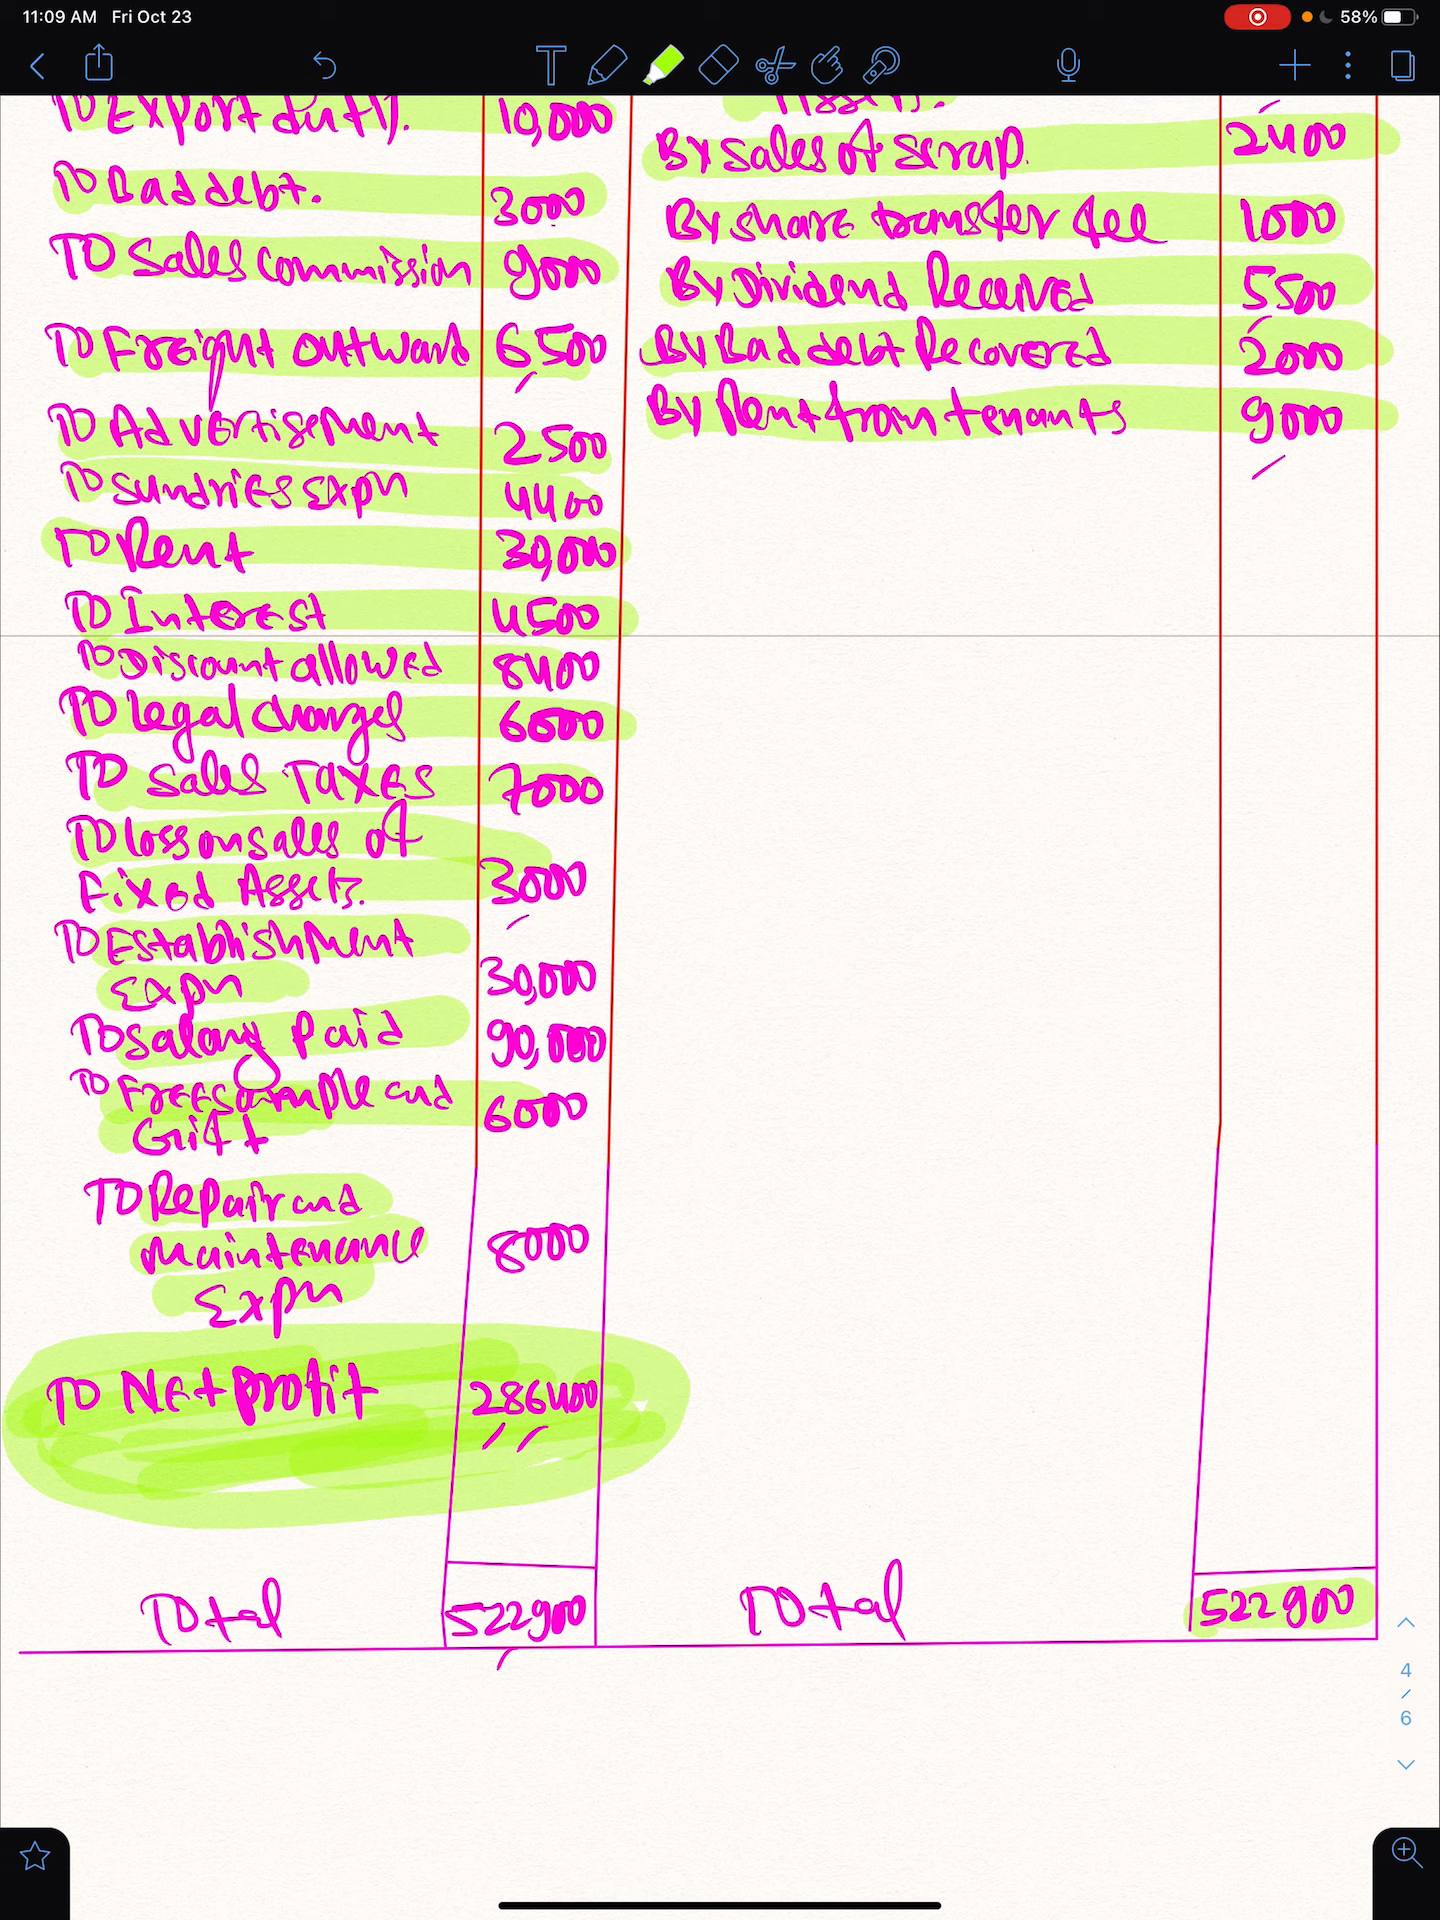 11:09 AM Fri Oct 23
58%
TO Export duty. 10,000
Assets.
By Sales of scrap. 2400
TO Bad debt. 3000
By share transfer fee 1000
TO Sales commission 9000
By Dividend Received 5500
TO Freight outward 6500
By Bad debt Recovered 2000
TO Advertisement 2500
By Rent from tenants 9000
TO Sundries Expn 4400
TO Rent 30,000
TO Interest 4500
TO Discount allowed 8400
TO legal charges 6000
TO Sales TAXES 7000
TO loss on sales of
Fixed Assets. 3000
TO Establishment
Expn 30,000
TO salary paid 90,000
TO Free sample and
Gift 6000
TO Repair and
maintenance 8000
Expn
TO Net profit 286400
Total 522900 Total 522900
4
/
6